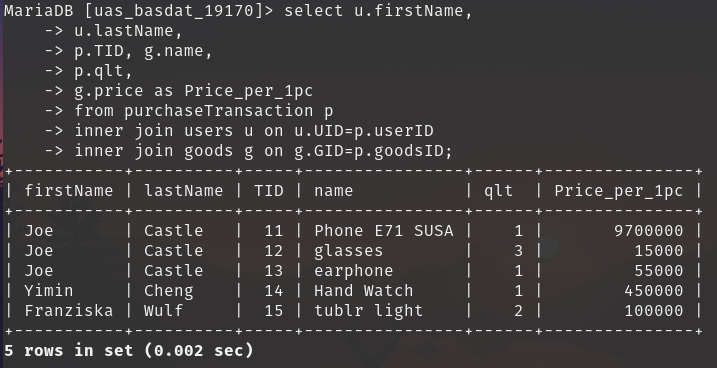 MariaDB [uas_basdat_19170]> select u.firstName,
    -> u.lastName,
    -> p.TID, g.name,
    -> p.qlt,
    -> g.price as Price_per_1pc
    -> from purchaseTransaction p
    -> inner join users u on u.UID=p.userID
    -> inner join goods g on g.GID=p.goodsID;
+-----------+----------+-----+----------------+------+---------------+
| firstName | lastName | TID | name           | qlt  | Price_per_1pc |
+-----------+----------+-----+----------------+------+---------------+
| Joe       | Castle   |  11 | Phone E71 SUSA |    1 |       9700000 |
| Joe       | Castle   |  12 | glasses        |    3 |         15000 |
| Joe       | Castle   |  13 | earphone       |    1 |         55000 |
| Yimin     | Cheng    |  14 | Hand Watch     |    1 |        450000 |
| Franziska | Wulf     |  15 | tublr light    |    2 |        100000 |
+-----------+----------+-----+----------------+------+---------------+
5 rows in set (0.002 sec)